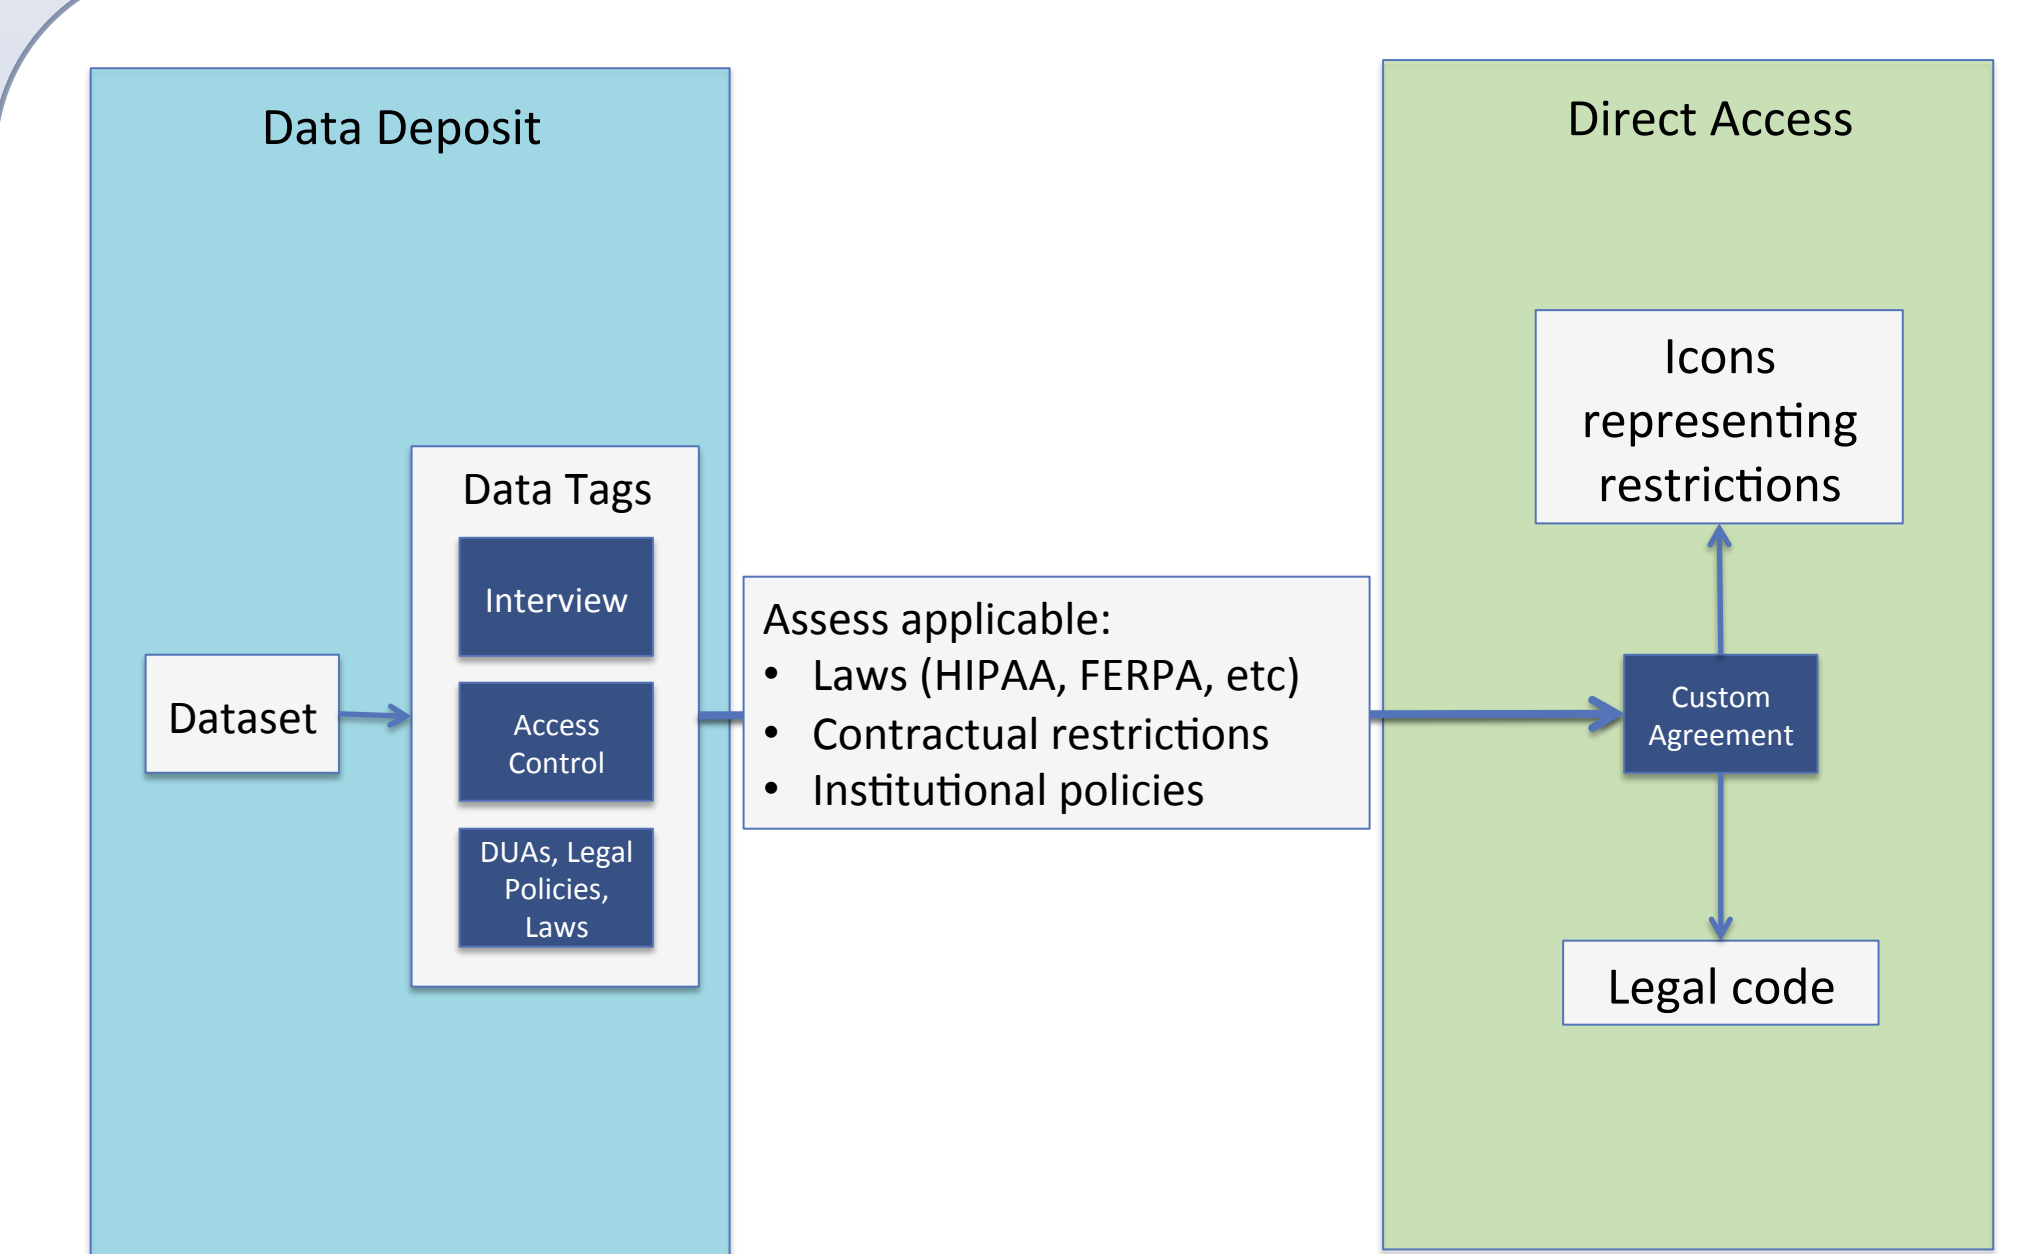 Data Deposit
Dataset
Data Tags
Interview
Access
Control
DUAs, Legal
Policies,
Laws
Assess applicable:
• Laws (HIPAA, FERPA, etc)
• Contractual restrictions
• Institutional policies
Direct Access
Icons
representing
restrictions
Custom
Agreement
Legal code